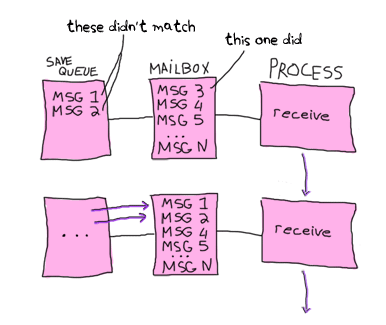 these didn't match
this one did
SAVE
QUEUE
MAILBOX
PROCESS
MSG 1
MSG 2
MSG 3
MSG 4
MSG 5
...
MSG N
receive
...
MSG 1
MSG 2
MSG 4
MSG 5
...
MSG N
receive